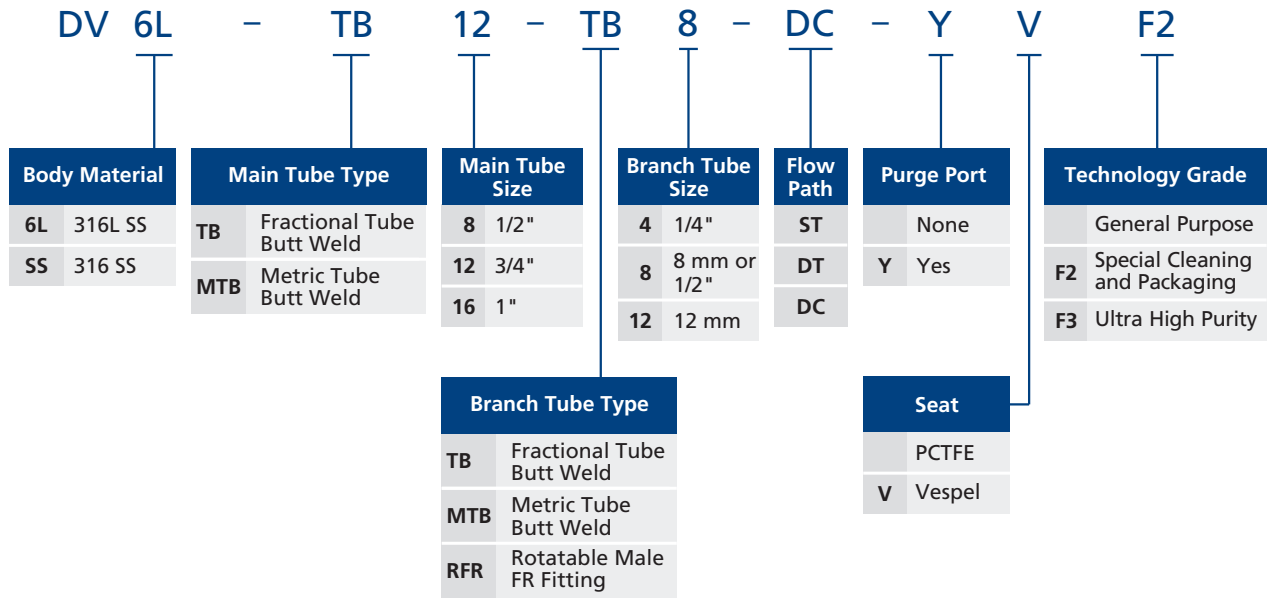 DV 6L - TB 12 - TB 8 - DC - Y V F2
Body Material
6L 316L SS
SS 316 SS
Main Tube Type
TB Fractional Tube
Butt Weld
MTB Metric Tube
Butt Weld
Main Tube
Size
8 1/2"
12 3/4"
16 1"
Branch Tube
Size
4 1/4"
8 8 mm or
1/2"
12 12 mm
Flow
Path
ST
DT
DC
Purge Port
None
Y Yes
Technology Grade
General Purpose
F2 Special Cleaning
and Packaging
F3 Ultra High Purity
Branch Tube Type
TB Fractional Tube
Butt Weld
MTB Metric Tube
Butt Weld
RFR Rotatable Male
FR Fitting
Seat
PCTFE
V Vespel